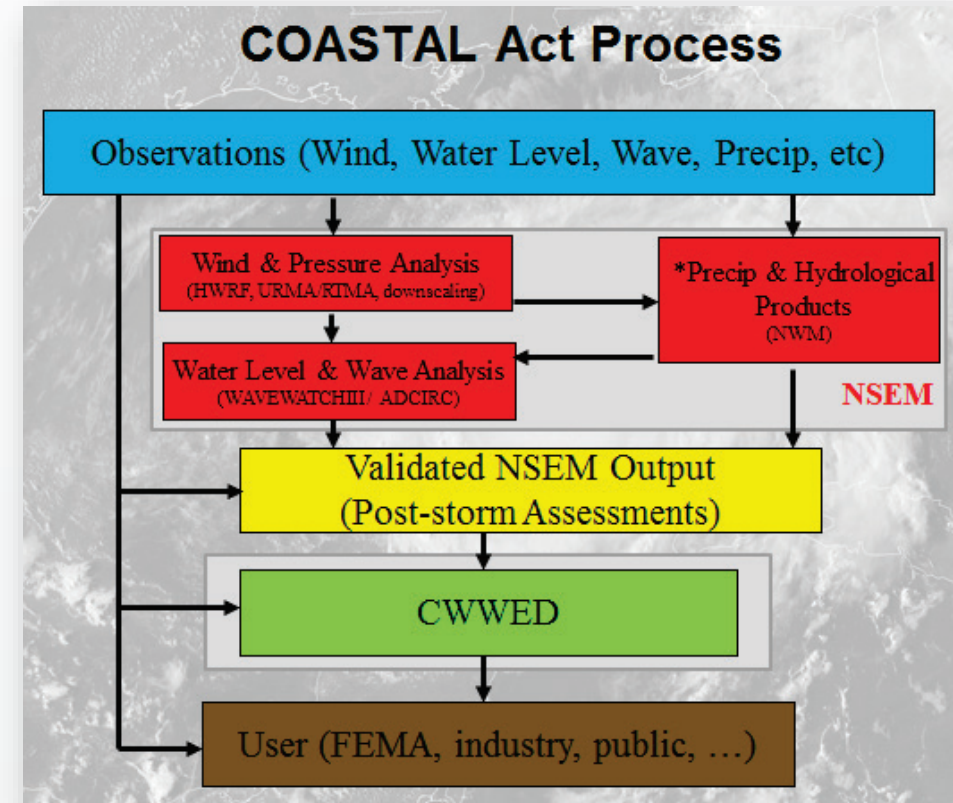 COASTAL Act Process
Observations (Wind, Water Level, Wave, Precip, etc)
Wind & Pressure Analysis
(HWRF, URMA/RTMA, downscaling)
*Precip & Hydrological
Products
(NWM)
Water Level & Wave Analysis
(WAVEWATCHIII / ADCIRC)
NSEM
Validated NSEM Output
(Post-storm Assessments)
CWWED
User (FEMA, industry, public, …)